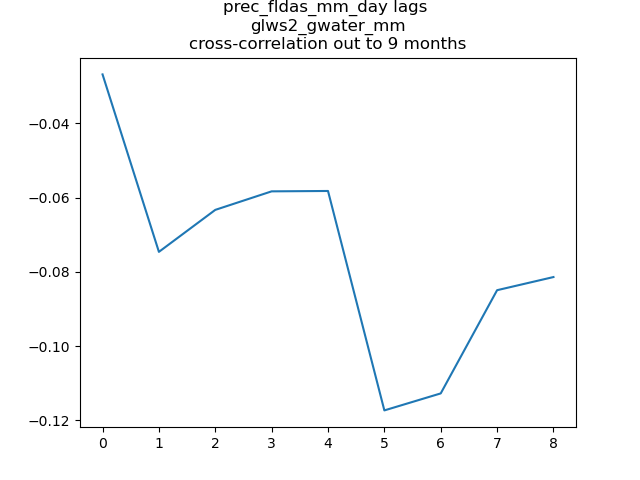 prec_fldas_mm_day lags
glws2_gwater_mm
cross-correlation out to 9 months
−0.04
−0.06
−0.08
−0.10
−0.12
0 1 2 3 4 5 6 7 8